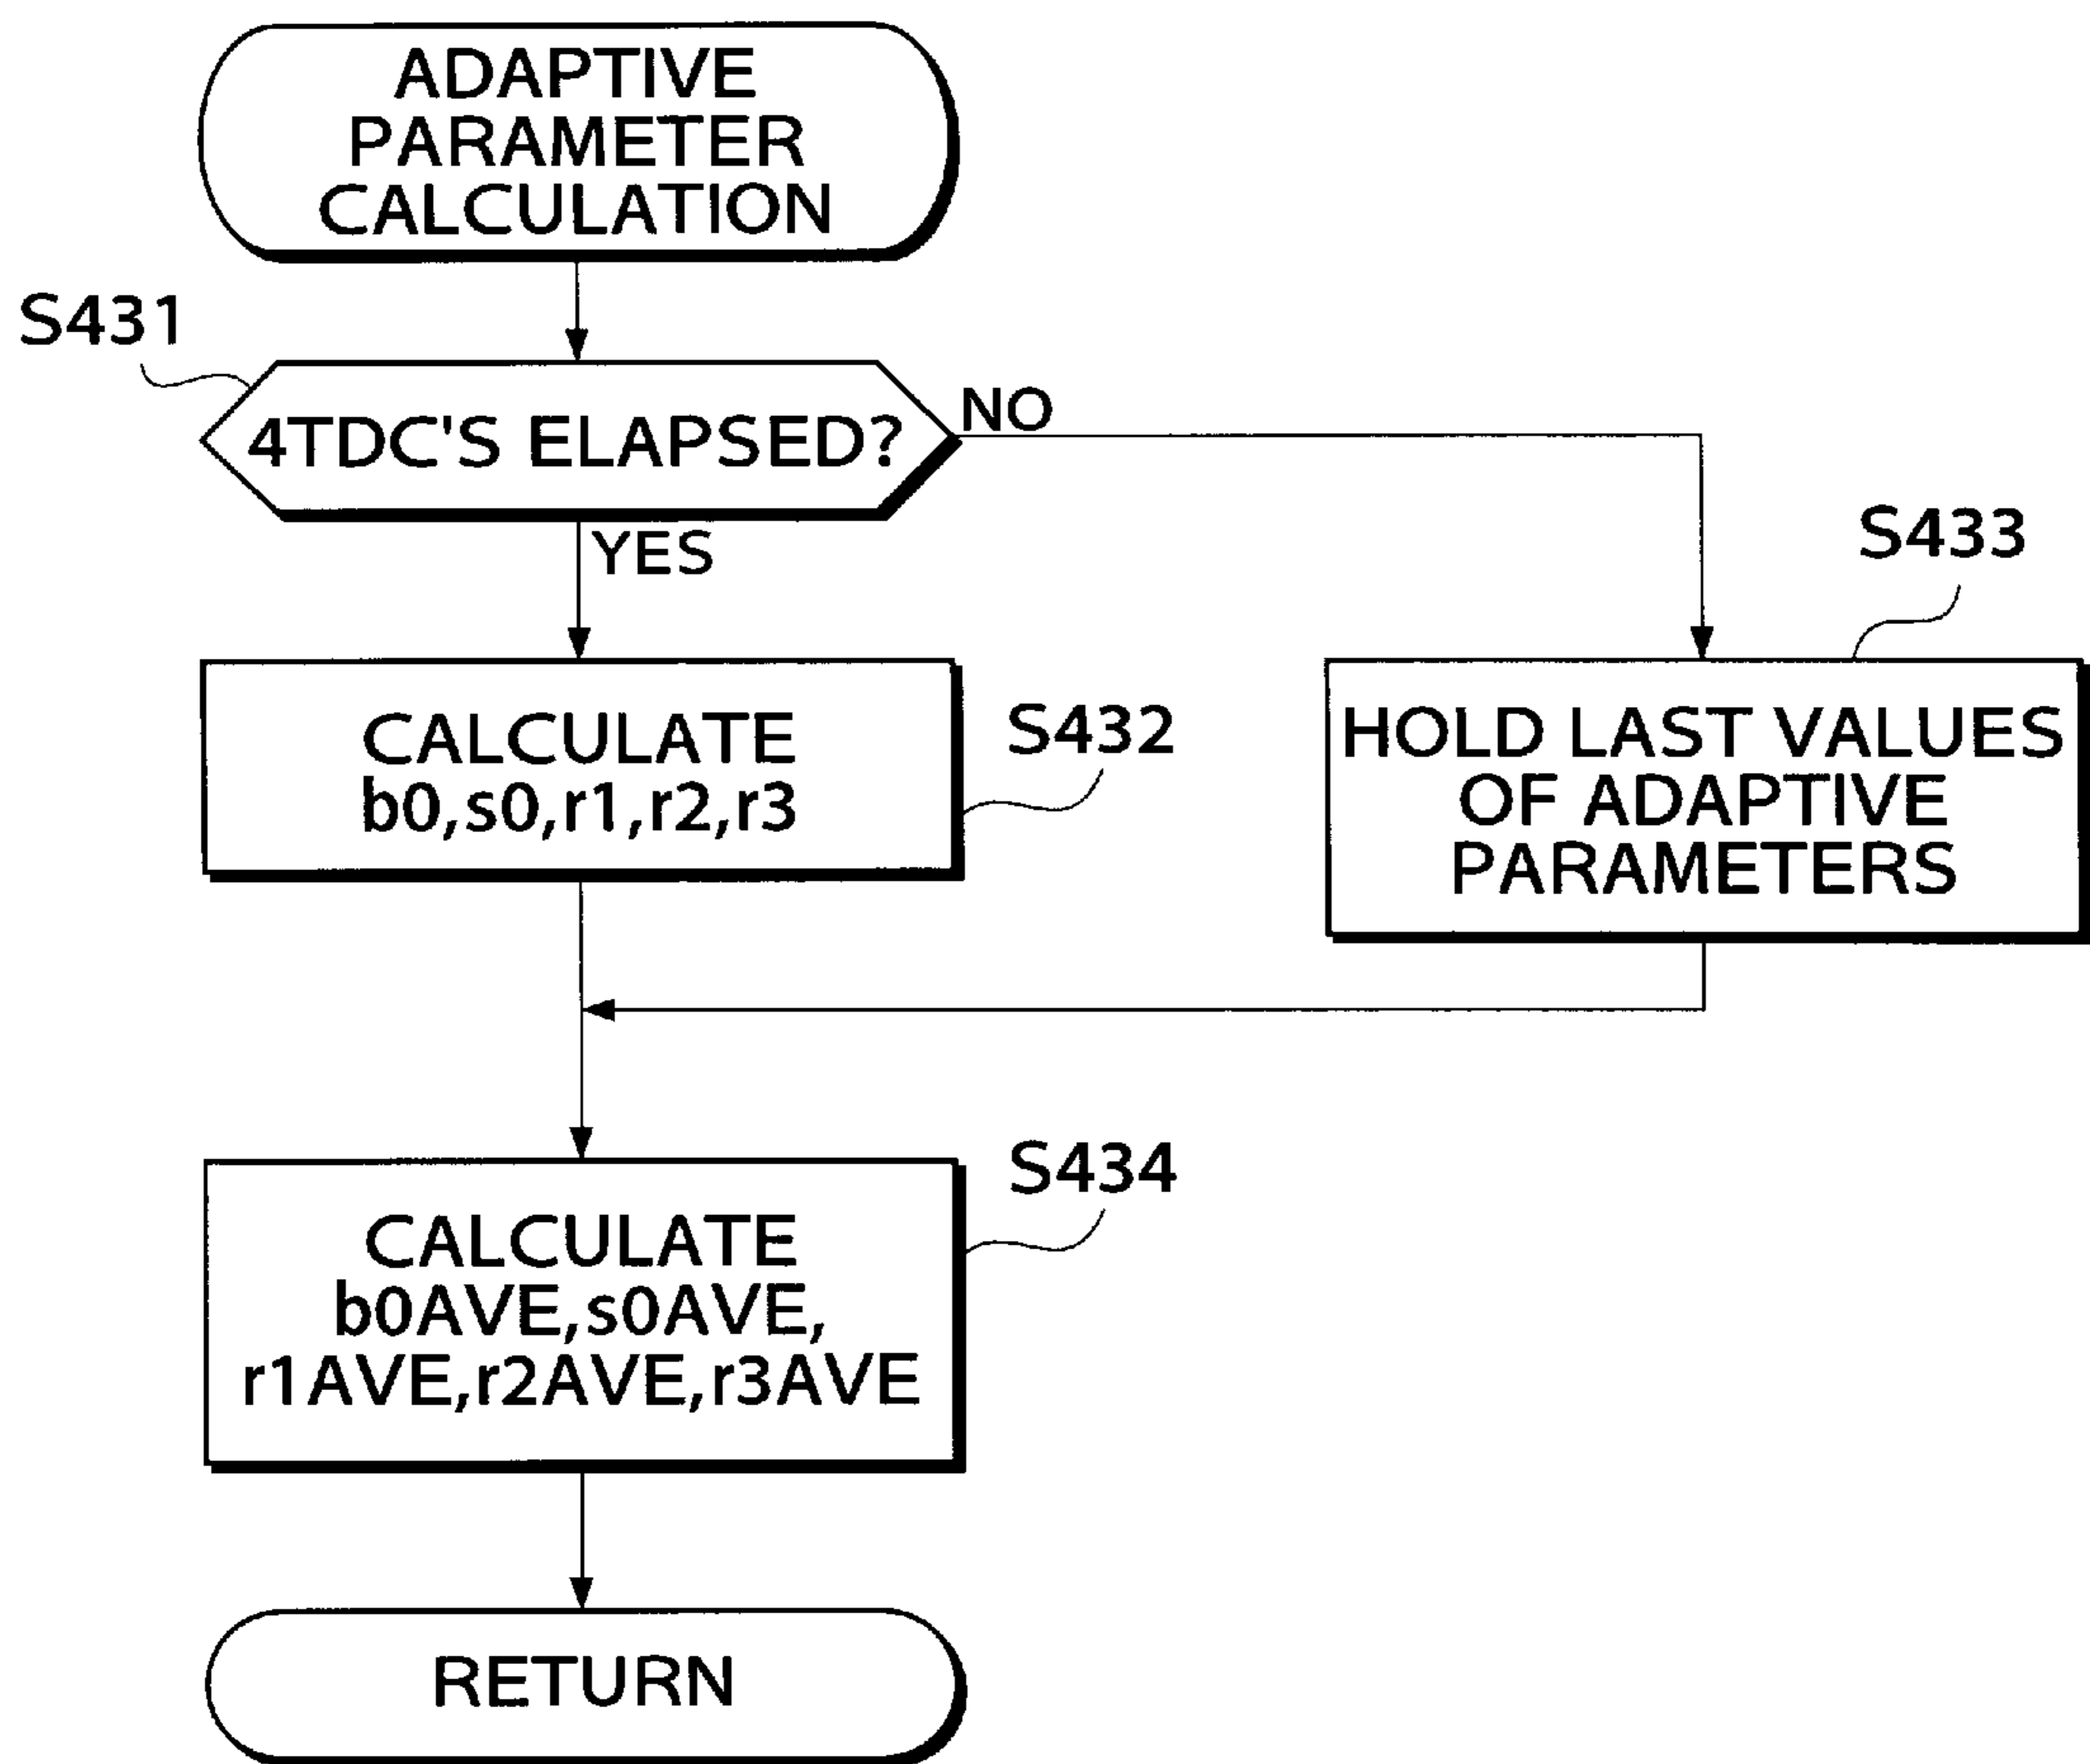 ADAPTIVE
PARAMETER
CALCULATION
S431
4TDC'S ELAPSED?
NO
YES
S433
CALCULATE
b0,s0,r1,r2,r3
S432
HOLD LAST VALUES
OF ADAPTIVE
PARAMETERS
S434
CALCULATE
b0AVE,s0AVE,
r1AVE,r2AVE,r3AVE
RETURN